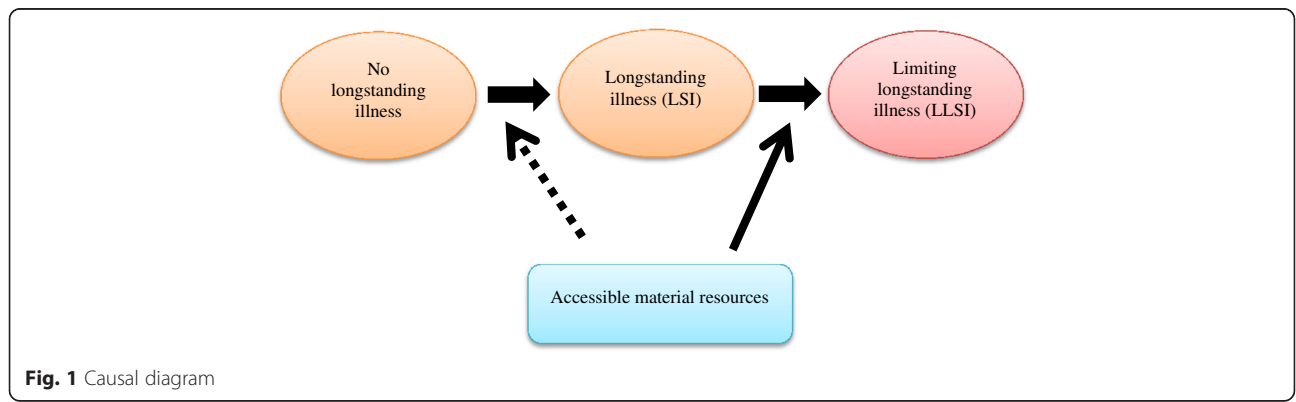 No
longstanding
illness
Longstanding
illness (LSI)
Limiting
longstanding
illness (LLSI)
Accessible material resources
Fig. 1 Causal diagram